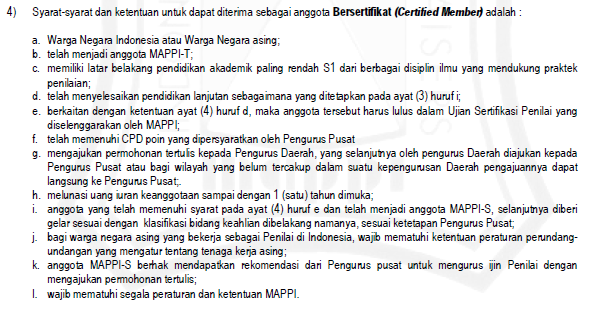 4) Syarat-syarat dan ketentuan untuk dapat diterima sebagai anggota Bersertifikat (Certified Member) adalah :
a. Warga Negara Indonesia atau Warga Negara asing;
b. telah menjadi anggota MAPPI-T;
c. memiliki latar belakang pendidikan akademik paling rendah S1 dari berbagai disiplin ilmu yang mendukung praktek
penilaian;
d. telah menyelesaikan pendidikan lanjutan sebagaimana yang ditetapkan pada ayat (3) huruf i;
e. berkaitan dengan ketentuan ayat (4) huruf d, maka anggota tersebut harus lulus dalam Ujian Sertifikasi Penilai yang
diselenggarakan oleh MAPPI;
f. telah memenuhi CPD poin yang dipersyaratkan oleh Pengurus Pusat
g. mengajukan permohonan tertulis kepada Pengurus Daerah, yang selanjutnya oleh pengurus Daerah diajukan kepada
Pengurus Pusat atau bagi wilayah yang belum tercakup dalam suatu kepengurusan Daerah pengajuannya dapat
langsung ke Pengurus Pusat;.
h. melunasi uang iuran keanggotaan sampai dengan 1 (satu) tahun dimuka;
i. anggota yang telah memenuhi syarat pada ayat (4) huruf e dan telah menjadi anggota MAPPI-S, selanjutnya diberi
gelar sesuai dengan klasifikasi bidang keahlian dibelakang namanya, sesuai ketetapan Pengurus Pusat;
j. bagi warga negara asing yang bekerja sebagai Penilai di Indonesia, wajib mematuhi ketentuan peraturan perundang-
undangan yang mengatur tentang tenaga kerja asing;
k. anggota MAPPI-S berhak mendapatkan rekomendasi dari Pengurus pusat untuk mengurus ijin Penilai dengan
mengajukan permohonan tertulis;
l. wajib mematuhi segala peraturan dan ketentuan MAPPI.